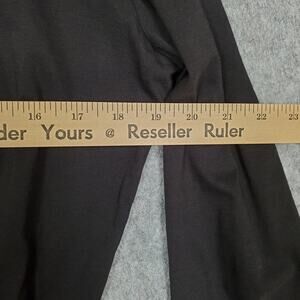 16 17 18 19 20 21 22 23
der Yours @ Reseller Ruler